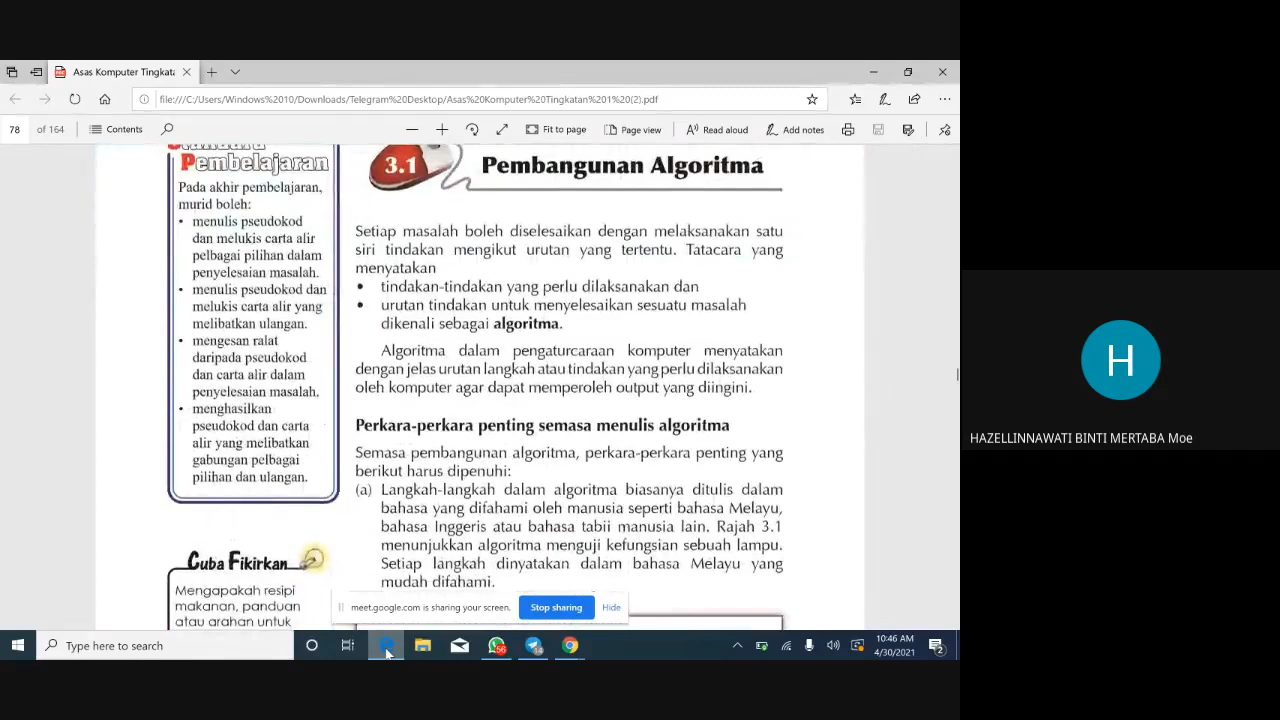 Asas Komputer Tingkata
file:///C:/Users/Windows%2010/Downloads/Telegram%20Desktop/Asas%20Komputer%20Tingkatan%201%20(2).pdf
78 of 164 Contents Fit to page Page view Read aloud Add notes
Standard
Pembelajaran
Pada akhir pembelajaran,
murid boleh:
• menulis pseudokod
dan melukis carta alir
pelbagai pilihan dalam
penyelesaian masalah.
• menulis pseudokod dan
melukis carta alir yang
melibatkan ulangan.
• mengesan ralat
daripada pseudokod
dan carta alir dalam
penyelesaian masalah.
• menghasilkan
pseudokod dan carta
alir yang melibatkan
gabungan pelbagai
pilihan dan ulangan.
Cuba Fikirkan
Mengapakah resipi
makanan, panduan
atau arahan untuk
3.1 Pembangunan Algoritma
Setiap masalah boleh diselesaikan dengan melaksanakan satu
siri tindakan mengikut urutan yang tertentu. Tatacara yang
menyatakan
• tindakan-tindakan yang perlu dilaksanakan dan
• urutan tindakan untuk menyelesaikan sesuatu masalah
dikenali sebagai algoritma.
Algoritma dalam pengaturcaraan komputer menyatakan
dengan jelas urutan langkah atau tindakan yang perlu dilaksanakan
oleh komputer agar dapat memperoleh output yang diingini.
Perkara-perkara penting semasa menulis algoritma
Semasa pembangunan algoritma, perkara-perkara penting yang
berikut harus dipenuhi:
(a) Langkah-langkah dalam algoritma biasanya ditulis dalam
bahasa yang difahami oleh manusia seperti bahasa Melayu,
bahasa Inggeris atau bahasa tabii manusia lain. Rajah 3.1
menunjukkan algoritma menguji kefungsian sebuah lampu.
Setiap langkah dinyatakan dalam bahasa Melayu yang
mudah difahami.
meet.google.com is sharing your screen. Stop sharing Hide
Type here to search
56
10:46 AM
4/30/2021
2
H
HAZELLINNAWATI BINTI MERTABA Moe